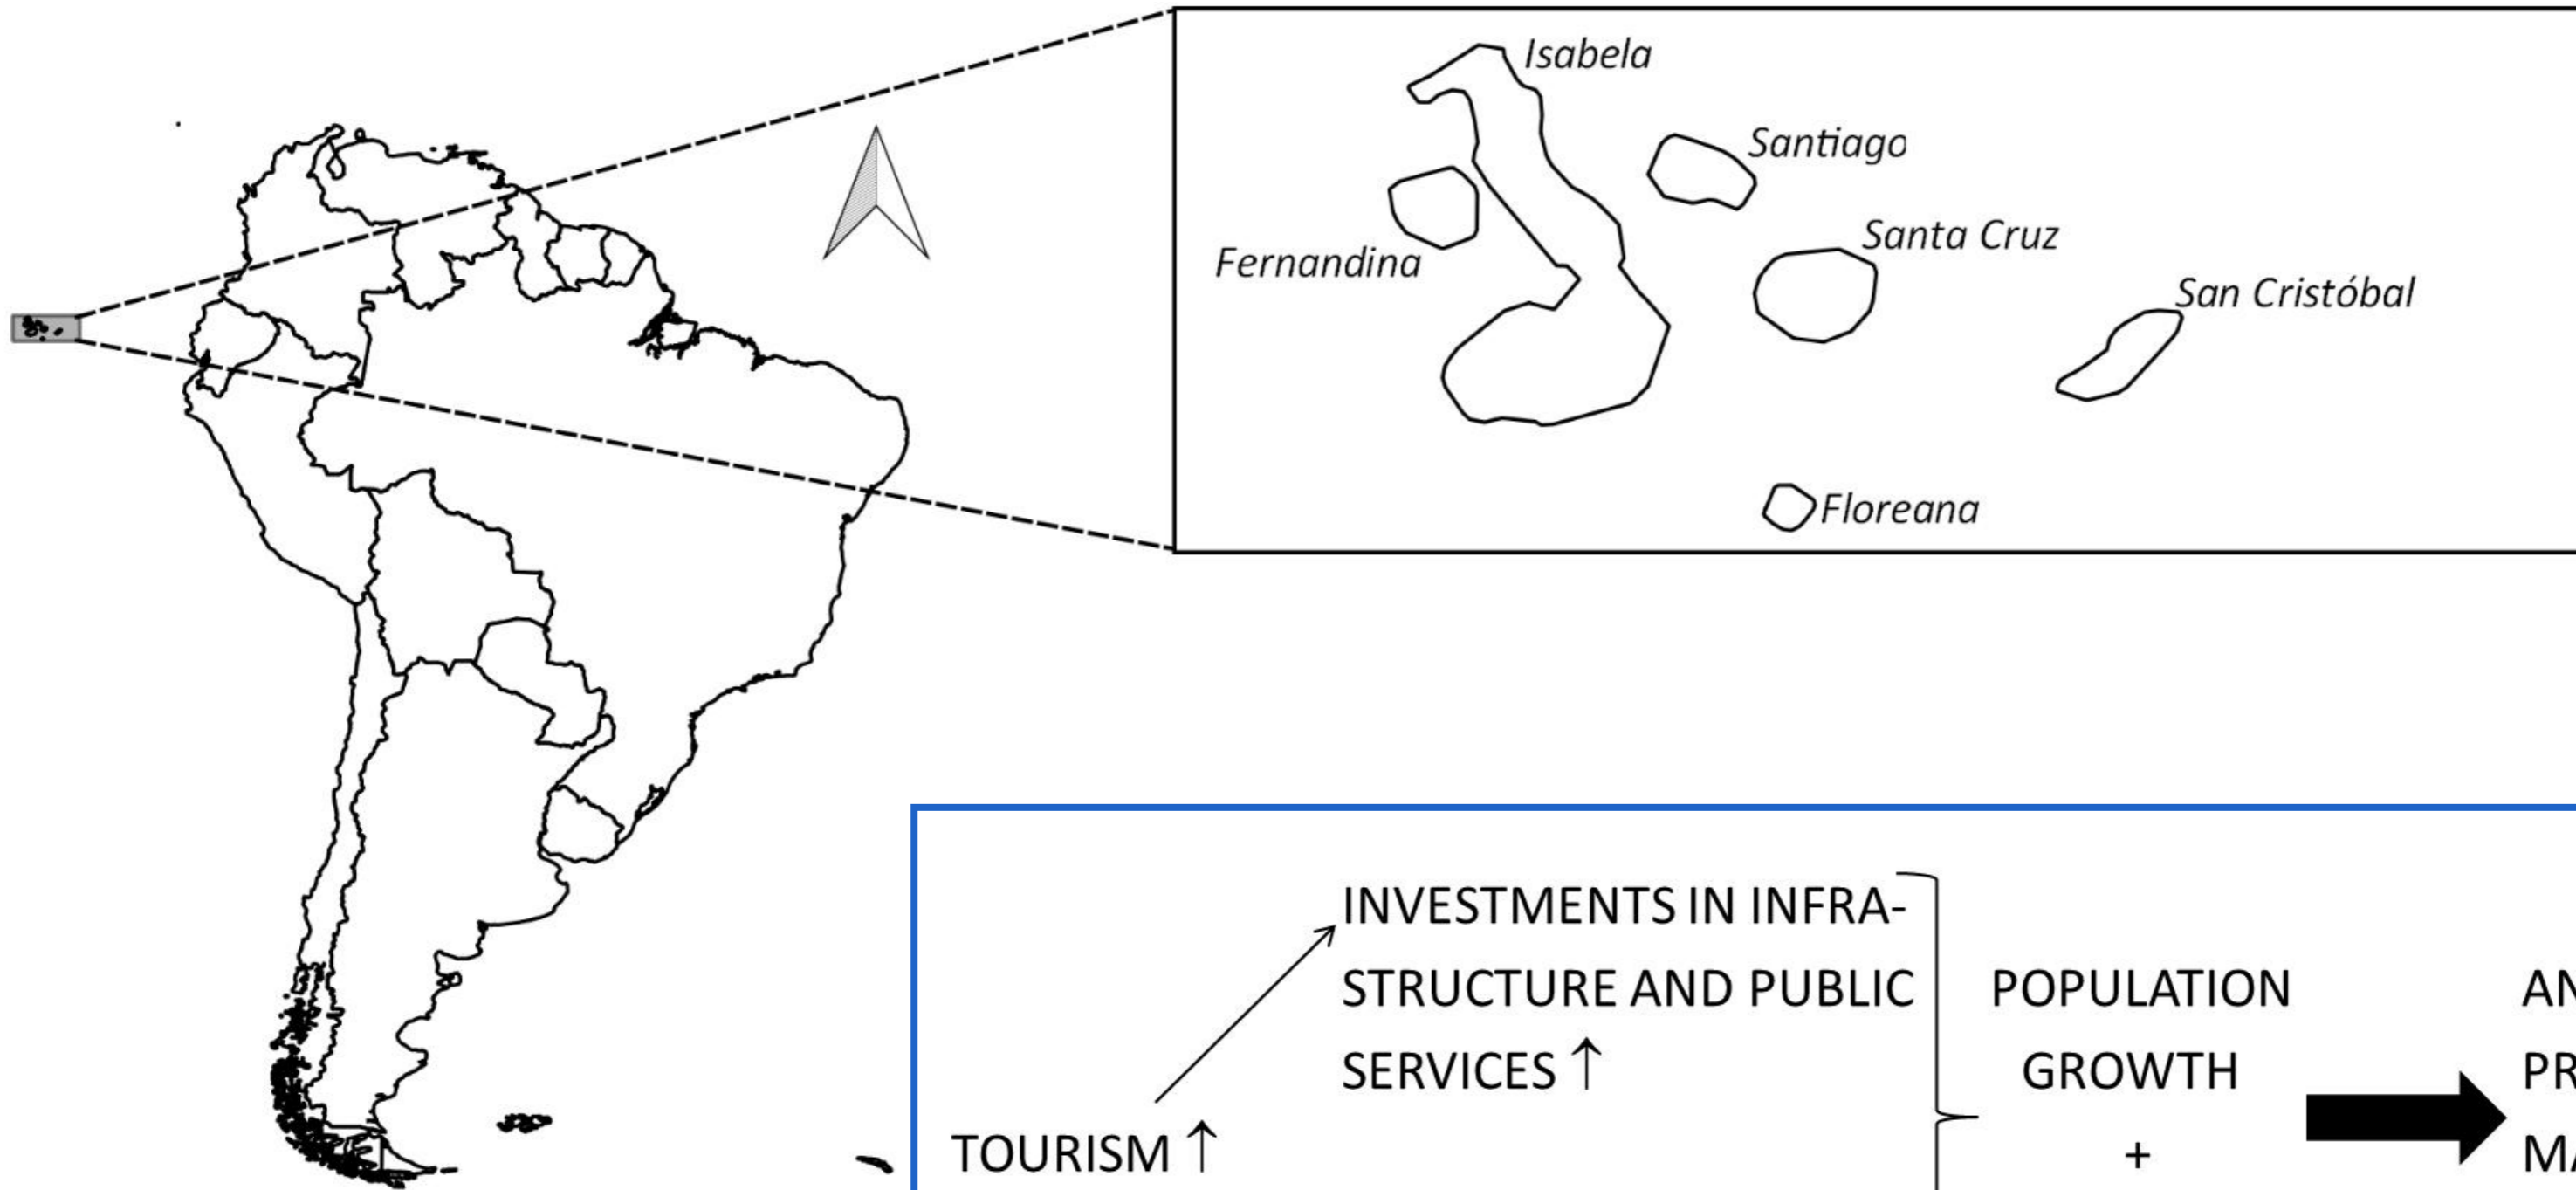 Isabela
Santiago
Santa Cruz
Fernandina
San Cristóbal
Floreana
INVESTMENTS IN INFRA-
STRUCTURE AND PUBLIC
SERVICES ↑
TOURISM ↑
POPULATION
GROWTH
+